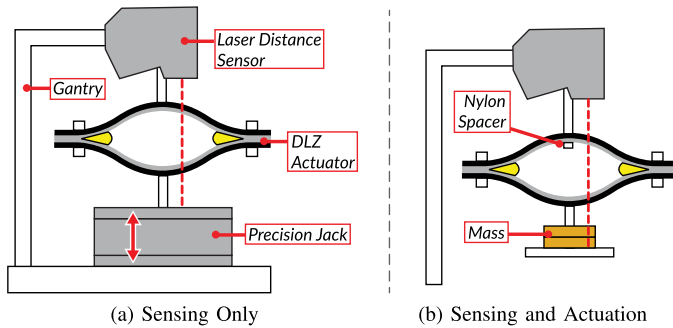 Laser Distance
Sensor
Gantry
DLZ
Actuator
Precision Jack
(a) Sensing Only
Nylon
Spacer
Mass
(b) Sensing and Actuation